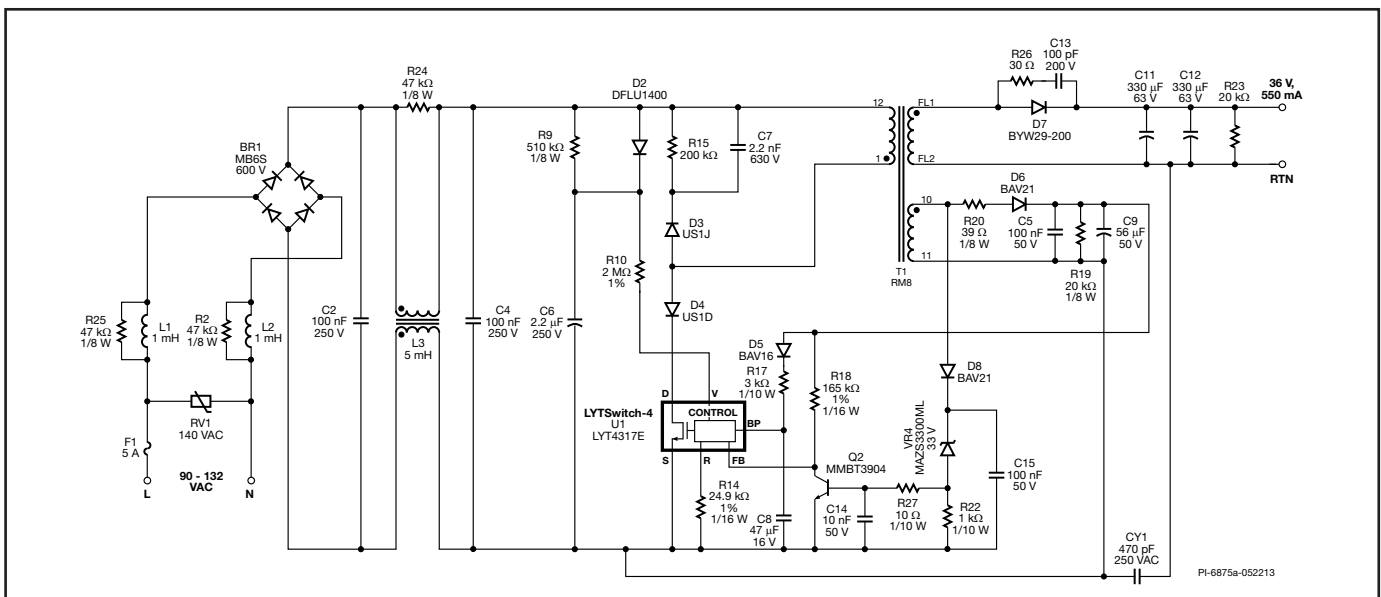 R24
47 kΩ
1/8 W
BR1
MB6S
600 V
R25
47 kΩ
1/8 W
L1
1 mH
R2
47 kΩ
1/8 W
L2
1 mH
RV1
140 VAC
F1
5 A
90 - 132
VAC
L
N
C2
100 nF
250 V
L3
5 mH
C4
100 nF
250 V
R9
510 kΩ
1/8 W
C6
2.2 µF
250 V
D2
DFLU1400
R15
200 kΩ
C7
2.2 nF
630 V
D3
US1J
R10
2 MΩ
1%
D4
US1D
LYTSwitch-4
U1
LYT4317E
D
V
CONTROL
BP
S
R
FB
R14
24.9 kΩ
1%
1/16 W
D5
BAV16
R17
3 kΩ
1/10 W
C8
47 µF
16 V
R18
165 kΩ
1%
1/16 W
Q2
MMBT3904
C14
10 nF
50 V
R27
10 Ω
1/10 W
D8
BAV21
VR4
MAZS3300ML
33 V
R22
1 kΩ
1/10 W
C15
100 nF
50 V
12
1
FL1
FL2
10
11
T1
RM8
R26
30 Ω
C13
100 pF
200 V
D7
BYW29-200
C11
330 µF
63 V
C12
330 µF
63 V
R23
20 kΩ
36 V,
550 mA
RTN
R20
39 Ω
1/8 W
D6
BAV21
C5
100 nF
50 V
R19
20 kΩ
1/8 W
C9
56 µF
50 V
CY1
470 pF
250 VAC
PI-6875a-052213